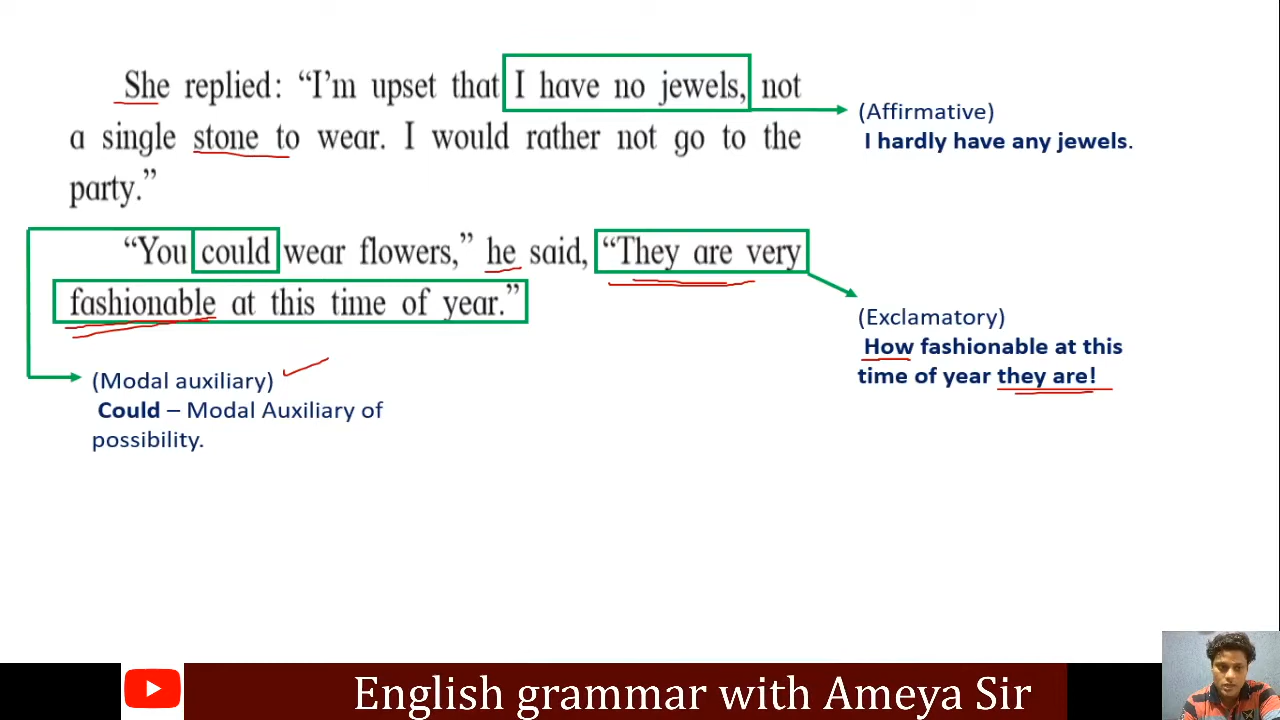 She replied: “I’m upset that I have no jewels, not
a single stone to wear. I would rather not go to the
party.”
(Affirmative)
I hardly have any jewels.
“You could wear flowers,” he said, “They are very
fashionable at this time of year.”
(Exclamatory)
How fashionable at this
time of year they are!
(Modal auxiliary)
Could – Modal Auxiliary of
possibility.
English grammar with Ameya Sir